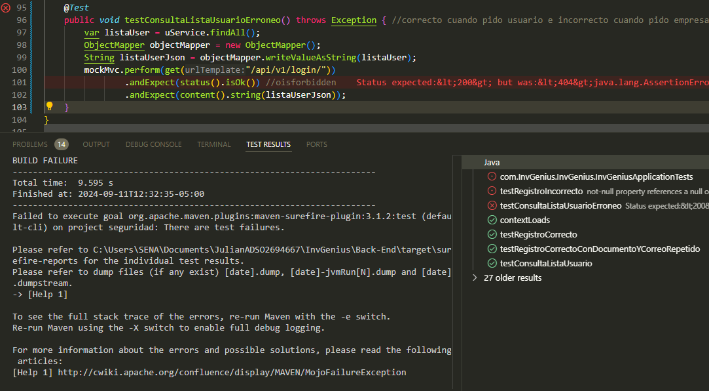 95 @Test
96 public void testConsultaListaUsuarioErroneo() throws Exception { //correcto cuando pido usuario e incorrecto cuando pido empresa
97 var listaUser = uService.findAll();
98 ObjectMapper objectMapper = new ObjectMapper();
99 String listaUserJson = objectMapper.writeValueAsString(listaUser);
100 mockMvc.perform(get(urlTemplate:"/api/v1/login/"))
101 .andExpect(status().isOk()) //oisforbidden Status expected:&lt;200&gt; but was:&lt;404&gt;java.lang.AssertionErro
102 .andExpect(content().string(listaUserJson));
103 }
104 }
PROBLEMS 14 OUTPUT DEBUG CONSOLE TERMINAL TEST RESULTS PORTS
BUILD FAILURE
------------------------------------------------------------------------
Total time: 9.595 s
Finished at: 2024-09-11T12:32:35-05:00
------------------------------------------------------------------------
Failed to execute goal org.apache.maven.plugins:maven-surefire-plugin:3.1.2:test (defau
lt-cli) on project seguridad: There are test failures.
Please refer to C:\Users\SENA\Documents\JulianADSO2694667\InvGenius\Back-End\target\sur
efire-reports for the individual test results.
Please refer to dump files (if any exist) [date].dump, [date]-jvmRun[N].dump and [date]
.dumpstream.
-> [Help 1]
To see the full stack trace of the errors, re-run Maven with the -e switch.
Re-run Maven using the -X switch to enable full debug logging.
For more information about the errors and possible solutions, please read the following
articles:
[Help 1] http://cwiki.apache.org/confluence/display/MAVEN/MojoFailureException
Java
com.InvGenius.InvGenius.InvGeniusApplicationTests
testRegistroIncorrecto not-null property references a null o
testConsultaListaUsuarioErroneo Status expected:&lt;200&
contextLoads
testRegistroCorrecto
testRegistroCorrectoConDocumentoYCorreoRepetido
testConsultaListaUsuario
27 older results